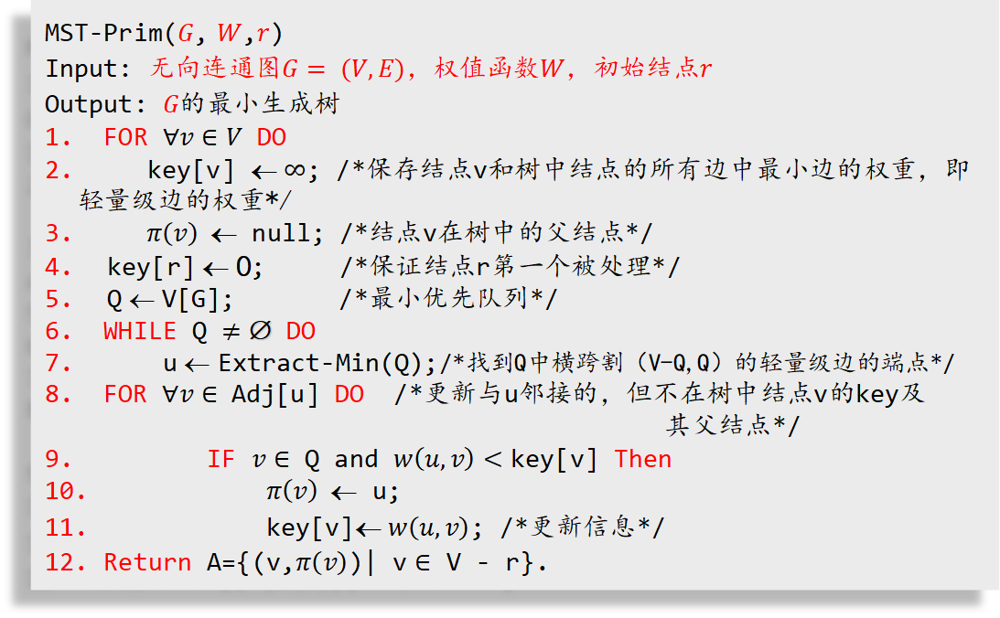 MST-Prim(G, W,r)
Input: 无向连通图G = (V, E)，权值函数W，初始结点r
Output: G的最小生成树
1. FOR ∀v ∈ V DO
2. key[v] ←∞; /*保存结点v和树中结点的所有边中最小边的权重，即
轻量级边的权重*/
3. π(v) ← null; /*结点v在树中的父结点*/
4. key[r]←0; /*保证结点r第一个被处理*/
5. Q←V[G]; /*最小优先队列*/
6. WHILE Q ≠ ∅ DO
7. u←Extract-Min(Q);/*找到Q中横跨割（V-Q,Q）的轻量级边的端点*/
8. FOR ∀v ∈ Adj[u] DO /*更新与u邻接的，但不在树中结点v的key及
其父结点*/
9. IF v ∈ Q and w(u, v) < key[v] Then
10. π(v) ← u;
11. key[v]←w(u, v); /*更新信息*/
12. Return A={(v,π(v))| v ∈ V - r}.